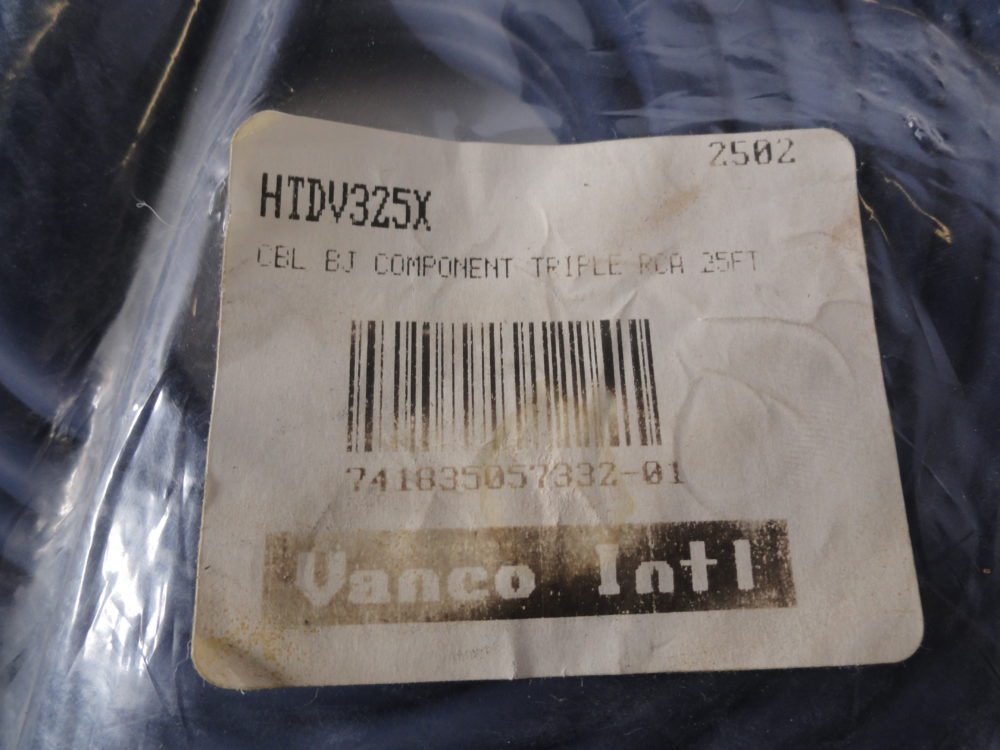 2502
HTDV325X
CBL BJ COMPONENT TRIPLE RCA 25FT
741835057332-01
Vanco Intl